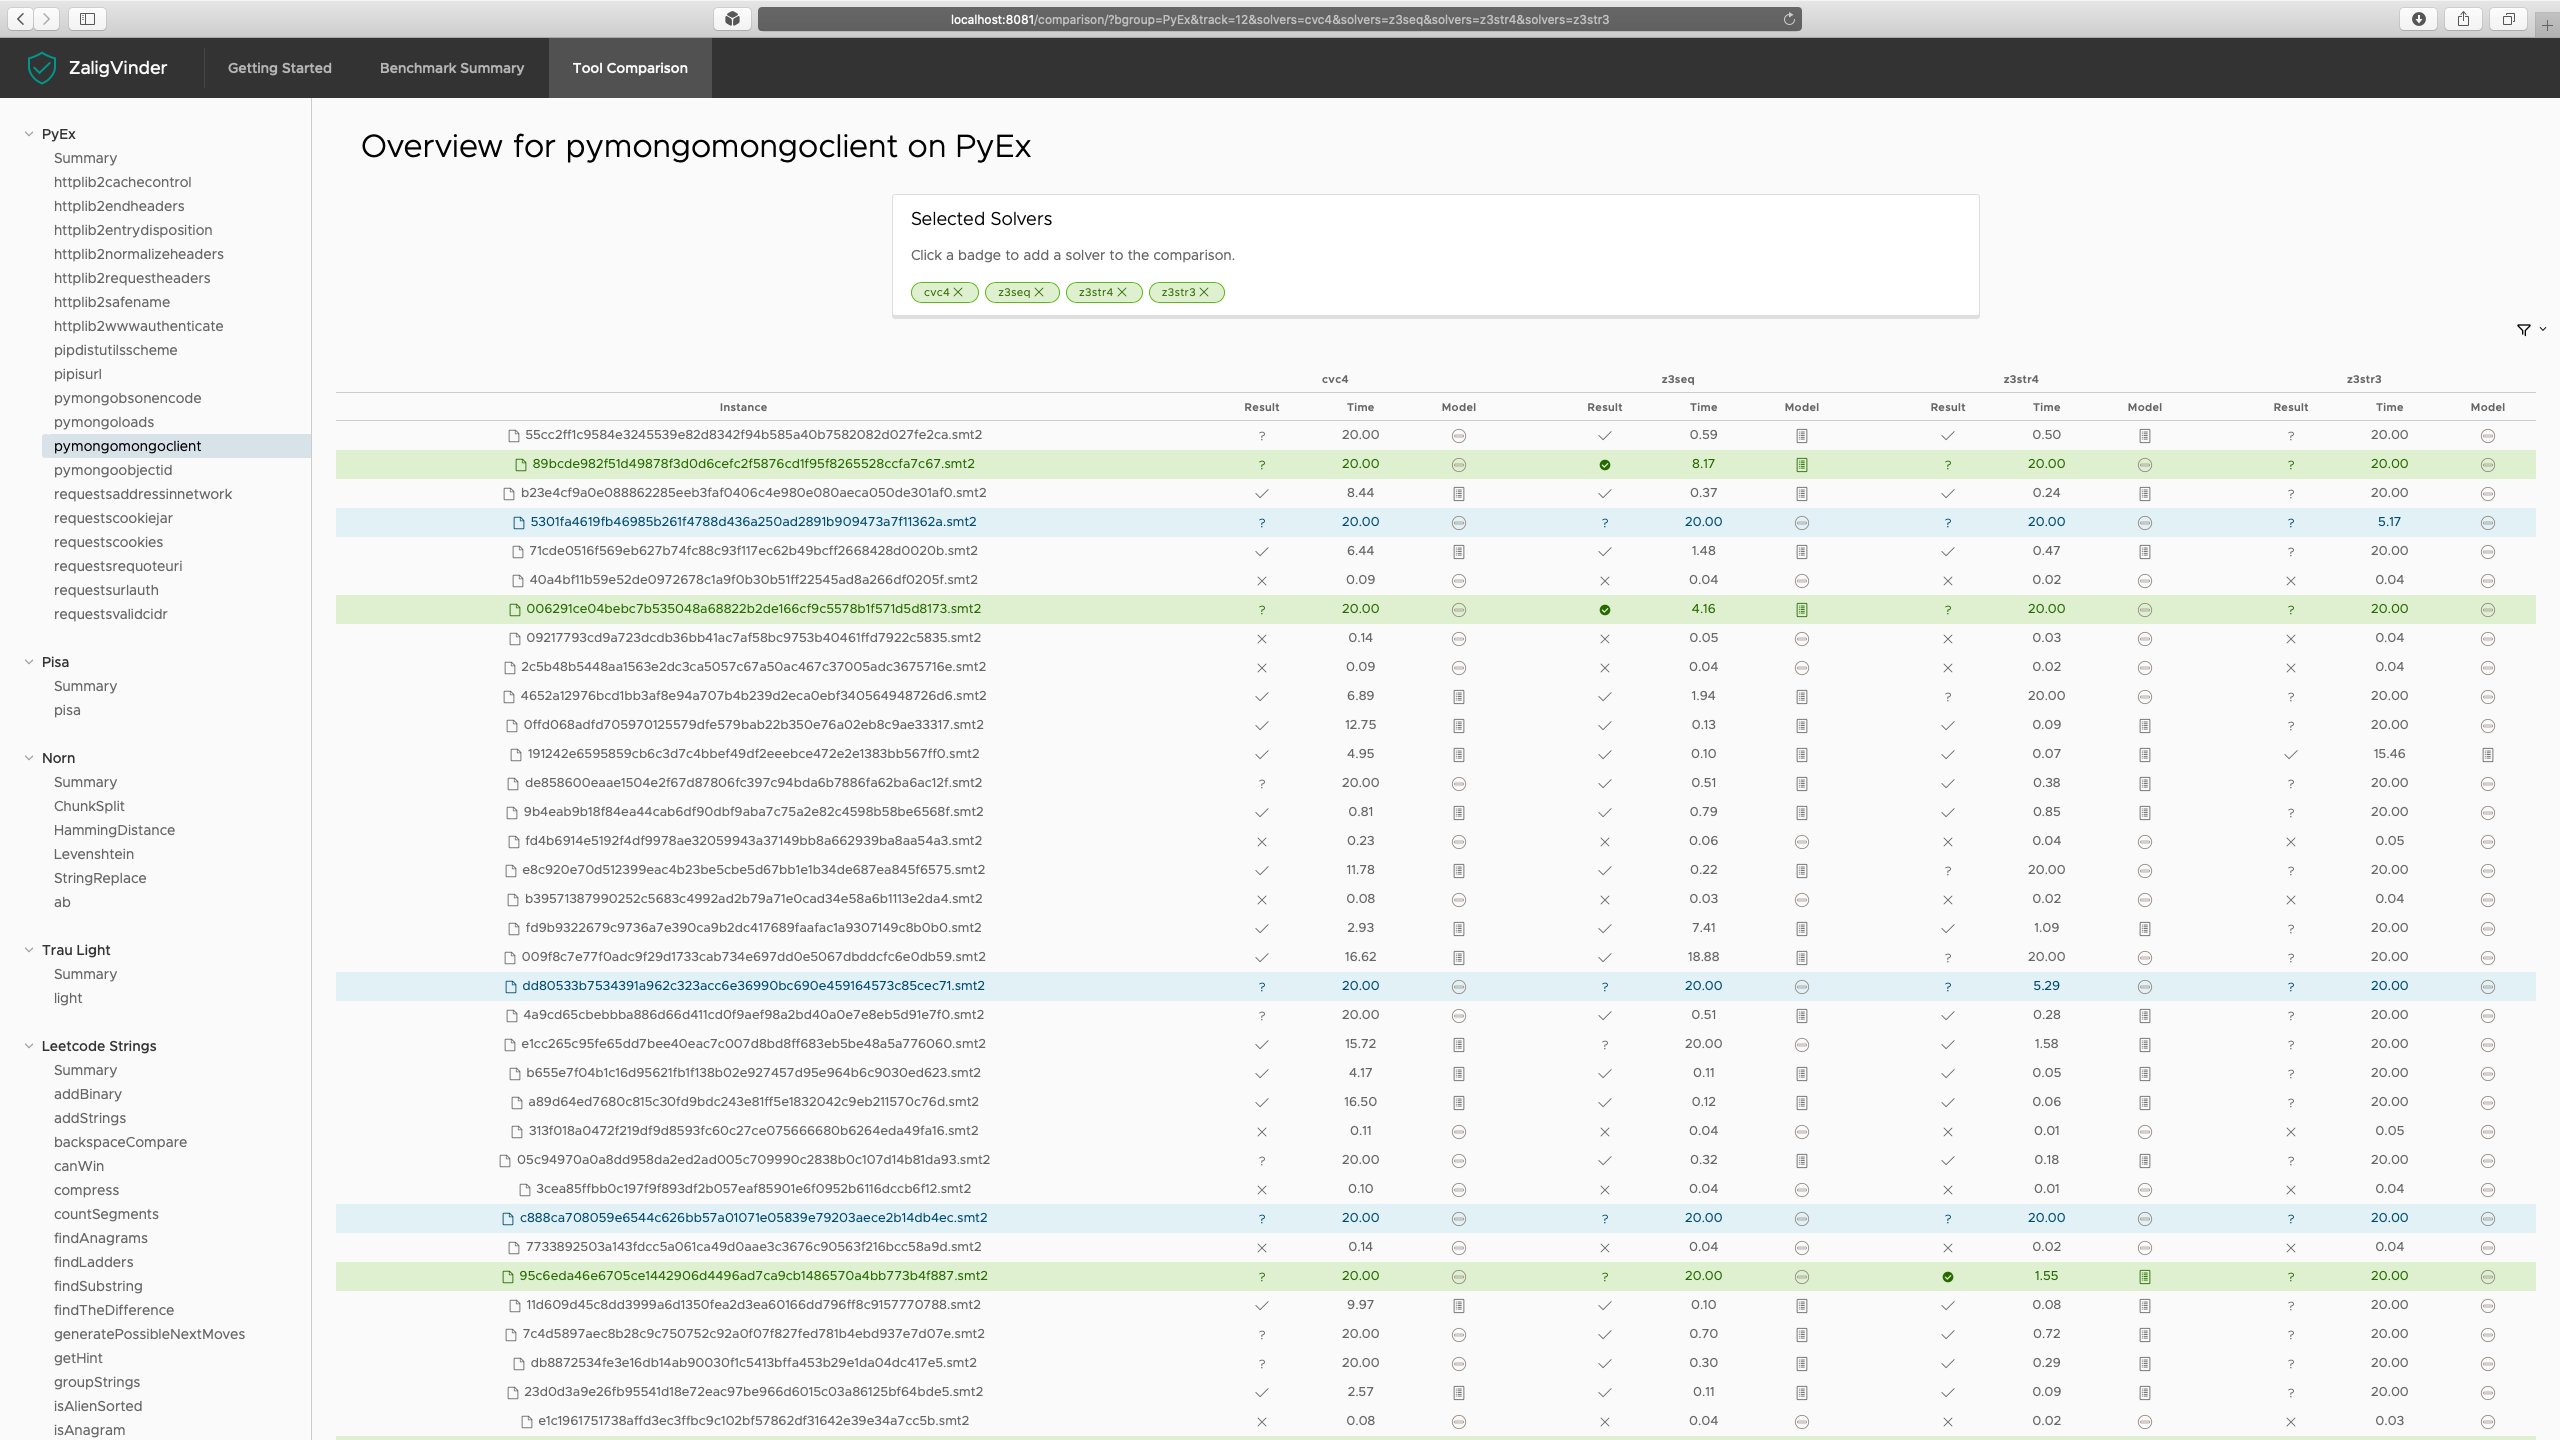 localhost:8081/comparison/?bgroup=PyEx&track=12&solvers=cvc4&solvers=z3seq&solvers=z3str4&solvers=z3str3
ZaligVinder
Getting Started
Benchmark Summary
Tool Comparison
PyEx
Summary
httplib2cachecontrol
httplib2endheaders
httplib2entrydisposition
httplib2normalizeheaders
httplib2requestheaders
httplib2safename
httplib2wwwauthenticate
pipdistutilsscheme
pipisurl
pymongobsonencode
pymongoloads
pymongomongoclient
pymongoobjectid
requestsaddressinnetwork
requestscookiejar
requestscookies
requestsrequoteuri
requestsurlauth
requestsvalidcidr
Pisa
Summary
pisa
Norn
Summary
ChunkSplit
HammingDistance
Levenshtein
StringReplace
ab
Trau Light
Summary
light
Leetcode Strings
Summary
addBinary
addStrings
backspaceCompare
canWin
compress
countSegments
findAnagrams
findLadders
findSubstring
findTheDifference
generatePossibleNextMoves
getHint
groupStrings
isAlienSorted
isAnagram
Overview for pymongomongoclient on PyEx
Selected Solvers
Click a badge to add a solver to the comparison.
cvc4 z3seq z3str4 z3str3
cvc4 z3seq z3str4 z3str3
Instance Result Time Model Result Time Model Result Time Model Result Time Model
55cc2ff1c9584e3245539e82d8342f94b585a40b7582082d027fe2ca.smt2 ? 20.00 ✓ 0.59 ✓ 0.50 ? 20.00
89bcde982f51d49878f3d0d6cefc2f5876cd1f95f8265528ccfa7c67.smt2 ? 20.00 ✓ 8.17 ? 20.00 ? 20.00
b23e4cf9a0e088862285eeb3faf0406c4e980e080aeca050de301af0.smt2 ✓ 8.44 ✓ 0.37 ✓ 0.24 ? 20.00
5301fa4619fb46985b261f4788d436a250ad2891b909473a7f11362a.smt2 ? 20.00 ? 20.00 ? 20.00 ? 5.17
71cde0516f569eb627b74fc88c93f117ec62b49bcff2668428d0020b.smt2 ✓ 6.44 ✓ 1.48 ✓ 0.47 ? 20.00
40a4bf11b59e52de0972678c1a9f0b30b51ff22545ad8a266df0205f.smt2 × 0.09 × 0.04 × 0.02 × 0.04
006291ce04bebc7b535048a68822b2de166cf9c5578b1f571d5d8173.smt2 ? 20.00 ✓ 4.16 ? 20.00 ? 20.00
09217793cd9a723dcdb36bb41ac7af58bc9753b40461ffd7922c5835.smt2 × 0.14 × 0.05 × 0.03 × 0.04
2c5b48b5448aa1563e2dc3ca5057c67a50ac467c37005adc3675716e.smt2 × 0.09 × 0.04 × 0.02 × 0.04
4652a12976bcd1bb3af8e94a707b4b239d2eca0ebf340564948726d6.smt2 ✓ 6.89 ✓ 1.94 ? 20.00 ? 20.00
0ffd068adfd705970125579dfe579bab22b350e76a02eb8c9ae33317.smt2 ✓ 12.75 ✓ 0.13 ✓ 0.09 ? 20.00
191242e6595859cb6c3d7c4bbef49df2eeebce472e2e1383bb567ff0.smt2 ✓ 4.95 ✓ 0.10 ✓ 0.07 ✓ 15.46
de858600eaae1504e2f67d87806fc397c94bda6b7886fa62ba6ac12f.smt2 ? 20.00 ✓ 0.51 ✓ 0.38 ? 20.00
9b4eab9b18f84ea44cab6df90dbf9aba7c75a2e82c4598b58be6568f.smt2 ✓ 0.81 ✓ 0.79 ✓ 0.85 ? 20.00
fd4b6914e5192f4df9978ae32059943a37149bb8a662939ba8aa54a3.smt2 × 0.23 × 0.06 × 0.04 × 0.05
e8c920e70d512399eac4b23be5cbe5d67bb1e1b34de687ea845f6575.smt2 ✓ 11.78 ✓ 0.22 ? 20.00 ? 20.00
b39571387990252c5683c4992ad2b79a71e0cad34e58a6b1113e2da4.smt2 × 0.08 × 0.03 × 0.02 × 0.04
fd9b9322679c9736a7e390ca9b2dc417689faafac1a9307149c8b0b0.smt2 ✓ 2.93 ✓ 7.41 ✓ 1.09 ? 20.00
009f8c7e77f0adc9f29d1733cab734e697dd0e5067dbddcfc6e0db59.smt2 ✓ 16.62 ✓ 18.88 ? 20.00 ? 20.00
dd80533b7534391a962c323acc6e36990bc690e459164573c85cec71.smt2 ? 20.00 ? 20.00 ? 5.29 ? 20.00
4a9cd65cbebbba886d66d411cd0f9aef98a2bd40a0e7e8eb5d91e7f0.smt2 ? 20.00 ✓ 0.51 ✓ 0.28 ? 20.00
e1cc265c95fe65dd7bee40eac7c007d8bd8ff683eb5be48a5a776060.smt2 ✓ 15.72 ? 20.00 ✓ 1.58 ? 20.00
b655e7f04b1c16d95621fb1f138b02e927457d95e964b6c9030ed623.smt2 ✓ 4.17 ✓ 0.11 ✓ 0.05 ? 20.00
a89d64ed7680c815c30fd9bdc243e81ff5e1832042c9eb211570c76d.smt2 ✓ 16.50 ✓ 0.12 ✓ 0.06 ? 20.00
313f018a0472f219df9d8593fc60c27ce075666680b6264eda49fa16.smt2 × 0.11 × 0.04 × 0.01 × 0.05
05c94970a0a8dd958da2ed2ad005c709990c2838b0c107d14b81da93.smt2 ? 20.00 ✓ 0.32 ✓ 0.18 ? 20.00
3cea85ffbb0c197f9f893df2b057eaf85901e6f0952b6116dccb6f12.smt2 × 0.10 × 0.04 × 0.01 × 0.04
c888ca708059e6544c626bb57a01071e05839e79203aece2b14db4ec.smt2 ? 20.00 ? 20.00 ? 20.00 ? 20.00
7733892503a143fdcc5a061ca49d0aae3c3676c90563f216bcc58a9d.smt2 × 0.14 × 0.04 × 0.02 × 0.04
95c6eda46e6705ce1442906d4496ad7ca9cb1486570a4bb773b4f887.smt2 ? 20.00 ? 20.00 ✓ 1.55 ? 20.00
11d609d45c8dd3999a6d1350fea2d3ea60166dd796ff8c9157770788.smt2 ✓ 9.97 ✓ 0.10 ✓ 0.08 ? 20.00
7c4d5897aec8b28c9c750752c92a0f07f827fed781b4ebd937e7d07e.smt2 ? 20.00 ✓ 0.70 ✓ 0.72 ? 20.00
db8872534fe3e16db14ab90030f1c5413bffa453b29e1da04dc417e5.smt2 ? 20.00 ✓ 0.30 ✓ 0.29 ? 20.00
23d0d3a9e26fb95541d18e72eac97be966d6015c03a86125bf64bde5.smt2 ✓ 2.57 ✓ 0.11 ✓ 0.09 ? 20.00
e1c1961751738affd3ec3ffbc9c102bf57862df31642e39e34a7cc5b.smt2 × 0.08 × 0.04 × 0.02 × 0.03